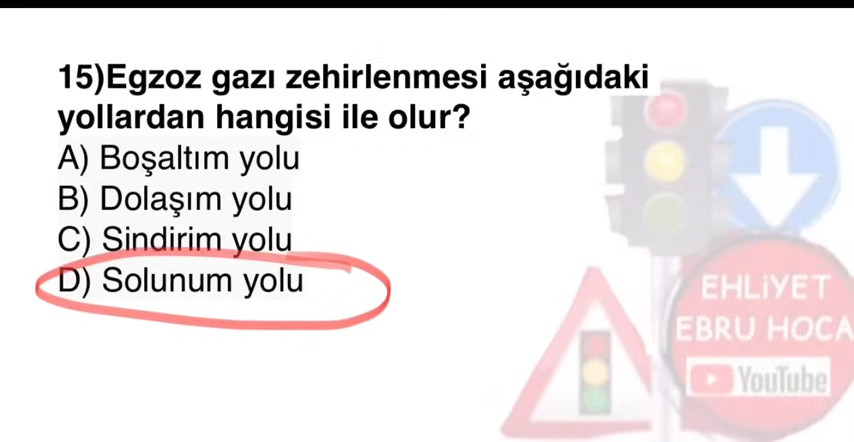 15)Egzoz gazı zehirlenmesi aşağıdaki
yollardan hangisi ile olur?
A) Boşaltım yolu
B) Dolaşım yolu
C) Sindirim yolu
D) Solunum yolu
EHLİYET
EBRU HOCA
YouTube